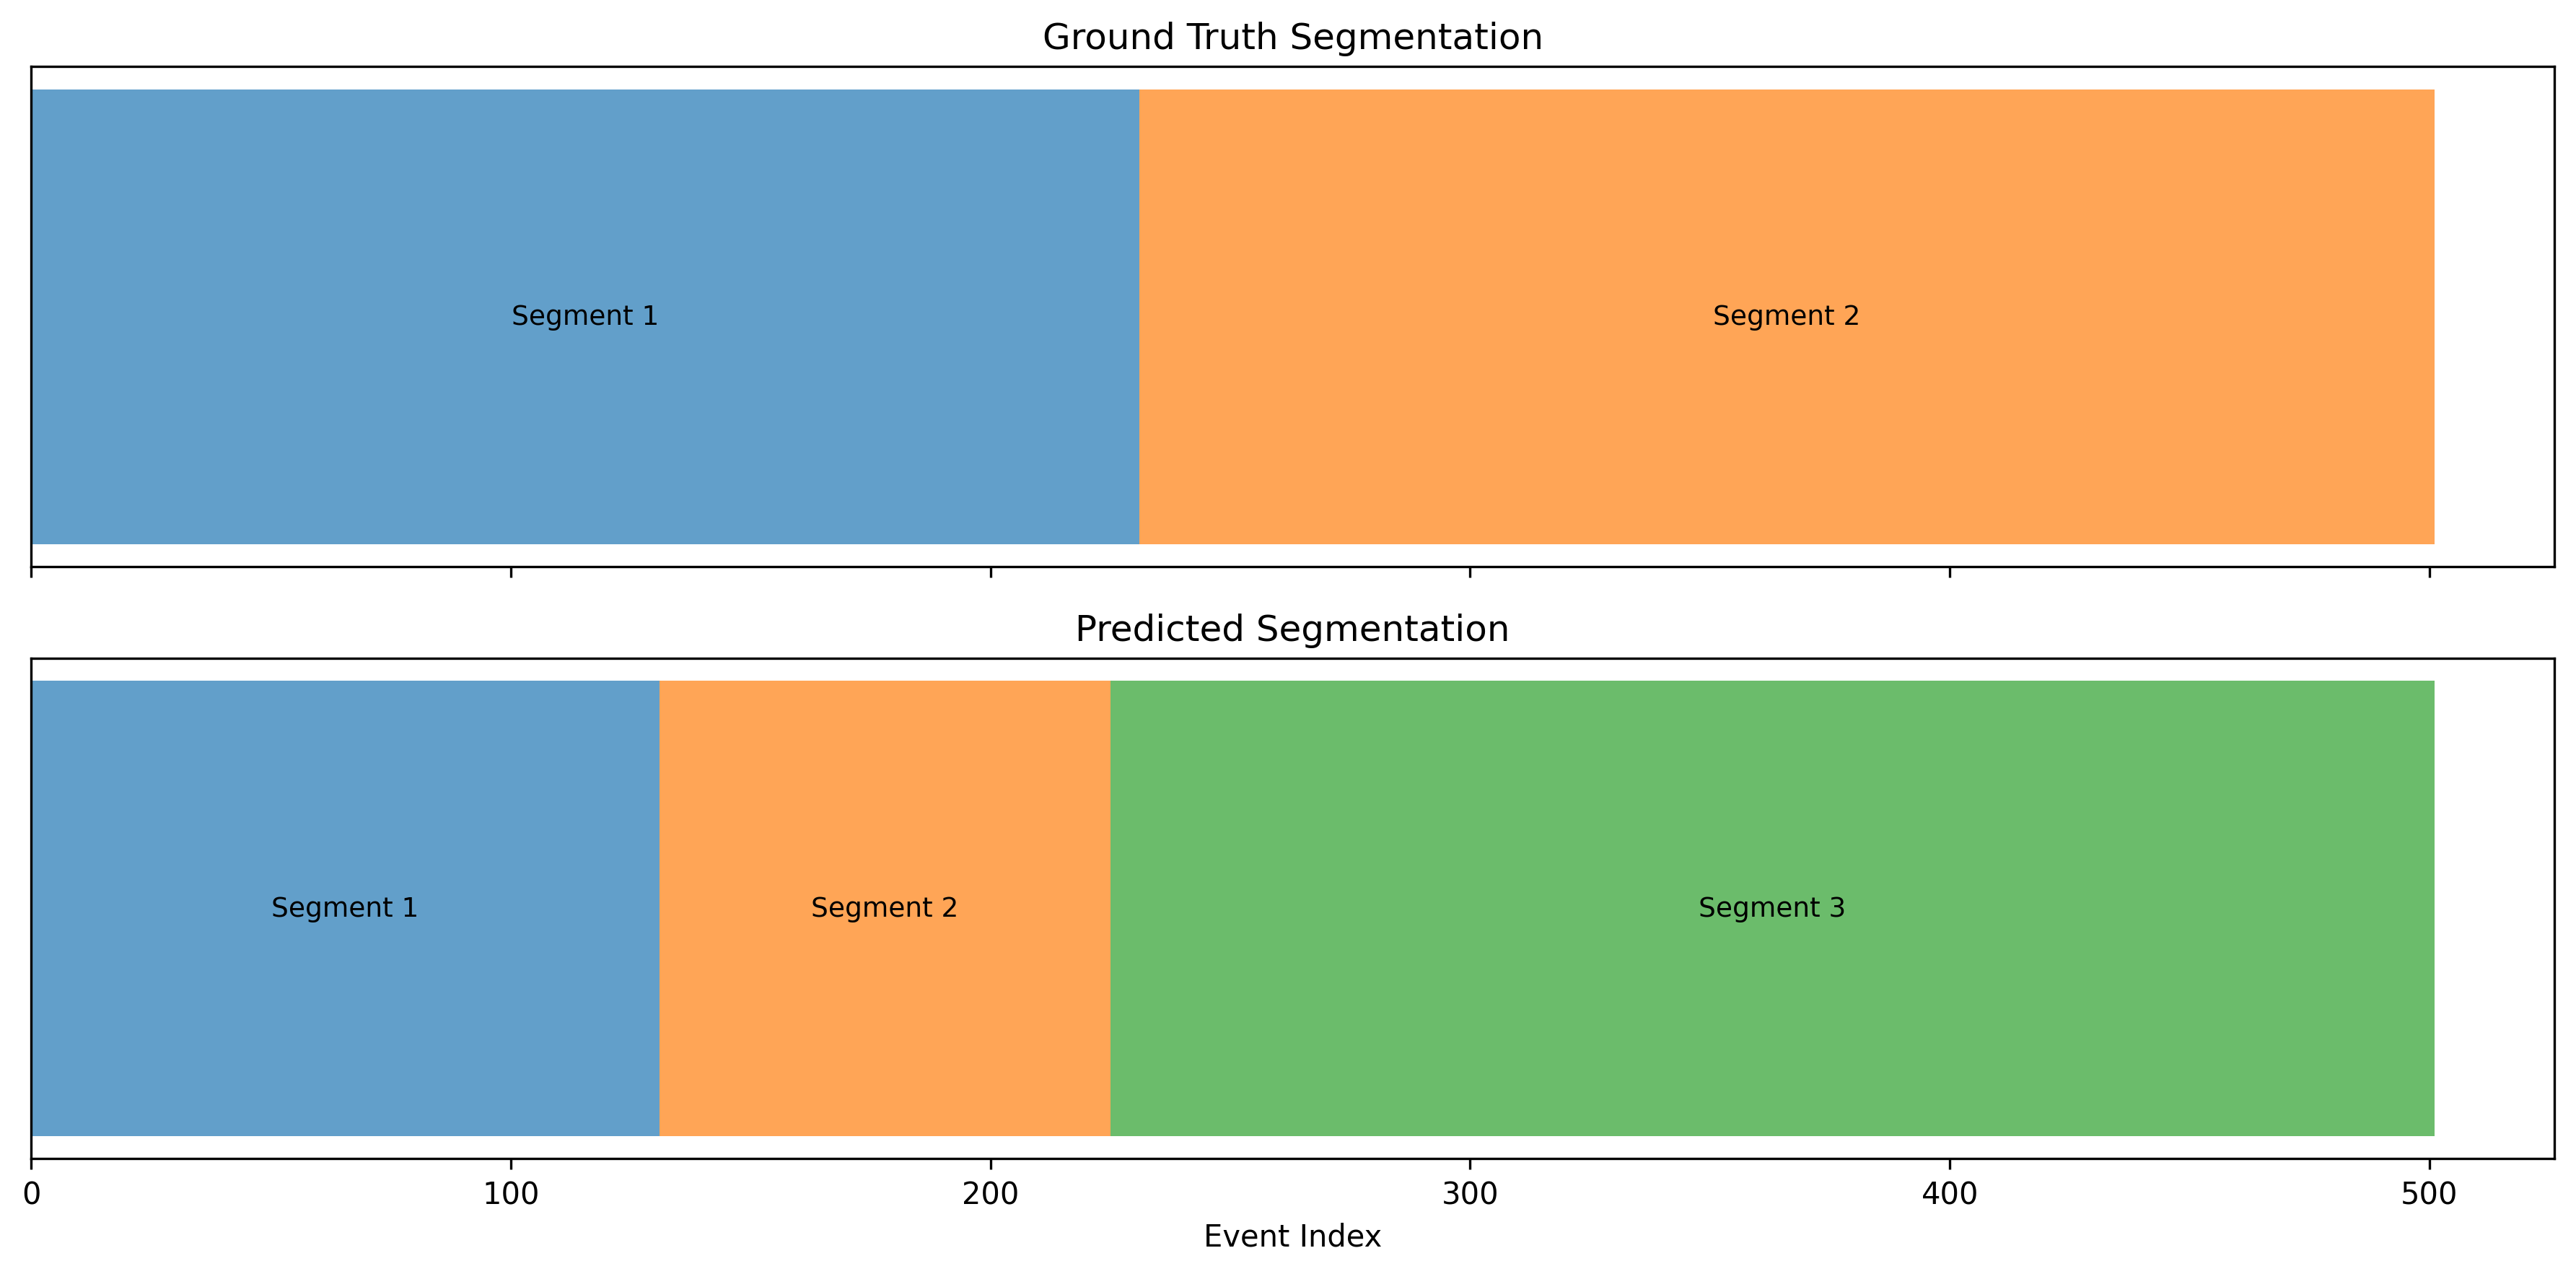 Ground Truth Segmentation
Segment 1 Segment 2
Predicted Segmentation
Segment 1 Segment 2 Segment 3
0 100 200 300 400 500
Event Index